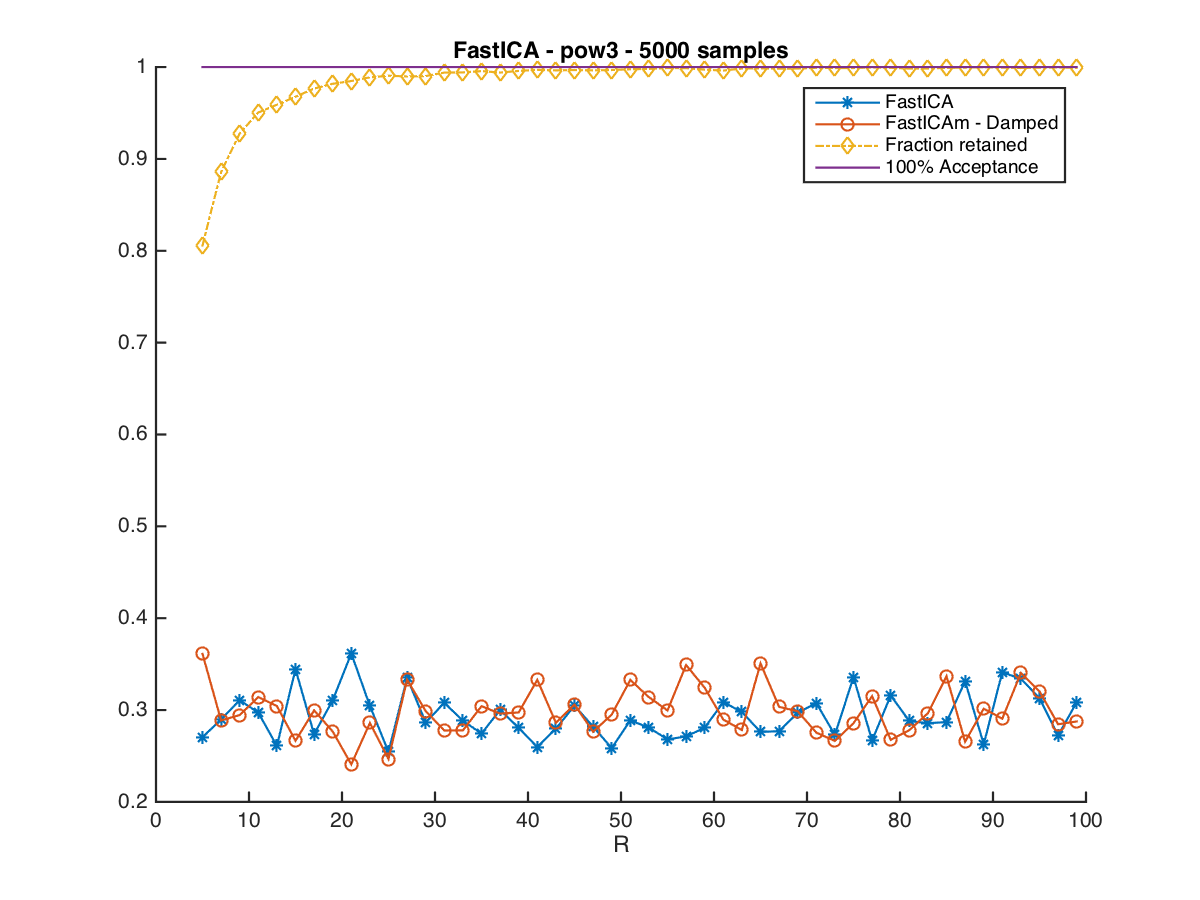 FastICA - pow3 - 5000 samples
1
0.9
0.8
0.7
0.6
0.5
0.4
0.3
0.2
FastICA
FastICAm - Damped
Fraction retained
100% Acceptance
0 10 20 30 40 50 60 70 80 90 100
R